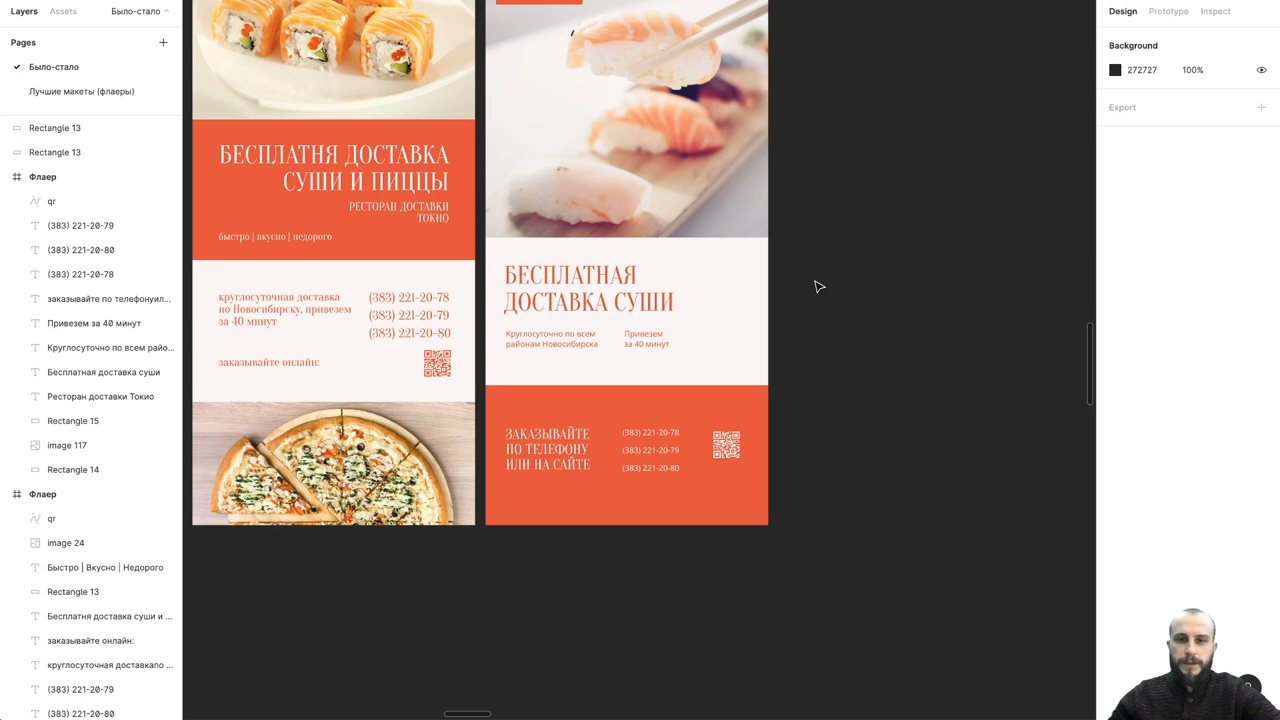 Layers
Assets
Было-стало
Pages
Было-стало
Лучшие макеты (флаеры)
Rectangle 13
Rectangle 13
Флаер
qr
(383) 221-20-79
(383) 221-20-80
(383) 221-20-78
заказывайте по телефонуил...
Привезем за 40 минут
Круглосуточно по всем райо...
Бесплатная доставка суши
Ресторан доставки Токио
Rectangle 15
image 117
Rectangle 14
Флаер
qr
image 24
Быстро | Вкусно | Недорого
Rectangle 13
Бесплатня доставка суши и ...
заказывайте онлайн:
круглосуточная доставкапо ...
(383) 221-20-79
(383) 221-20-80
БЕСПЛАТНЯ ДОСТАВКА
СУШИ И ПИЦЦЫ
РЕСТОРАН ДОСТАВКИ
ТОКИО
быстро | вкусно | недорого
круглосуточная доставка
по Новосибирску, привезем
за 40 минут
(383) 221-20-78
(383) 221-20-79
(383) 221-20-80
заказывайте онлайн:
БЕСПЛАТНАЯ
ДОСТАВКА СУШИ
Круглосуточно по всем
районам Новосибирска
Привезем
за 40 минут
ЗАКАЗЫВАЙТЕ
ПО ТЕЛЕФОНУ
ИЛИ НА САЙТЕ
(383) 221-20-78
(383) 221-20-79
(383) 221-20-80
Design
Prototype
Inspect
Background
272727
100%
Export